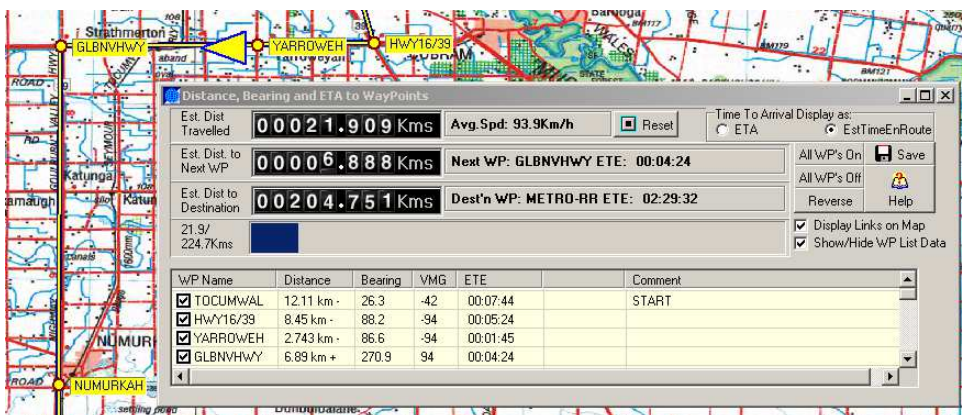 Strathmerton
GLBNVHWY
YARROWEH
HWY16/39
ROAD
HWY
Katunga
NUMURKAH
ROAD
Distance, Bearing and ETA to WayPoints
Est. Dist Travelled
00021.909 Kms
Avg.Spd: 93.9Km/h
Reset
Time To Arrival Display as:
ETA
EstTimeEnRoute
Est. Dist. to Next WP
00006.888 Kms
Next WP: GLBNVHWY ETE: 00:04:24
All WP's On
Save
All WP's Off
Est. Dist to Destination
00204.751 Kms
Dest'n WP: METRO-RR ETE: 02:29:32
Reverse
Help
21.9/
224.7Kms
Display Links on Map
Show/Hide WP List Data
WP Name Distance Bearing VMG ETE Comment
TOCUMWAL 12.11 km - 26.3 -42 00:07:44 START
HWY16/39 8.45 km - 88.2 -94 00:05:24
YARROWEH 2.743 km - 86.6 -94 00:01:45
GLBNVHWY 6.89 km + 270.9 94 00:04:24